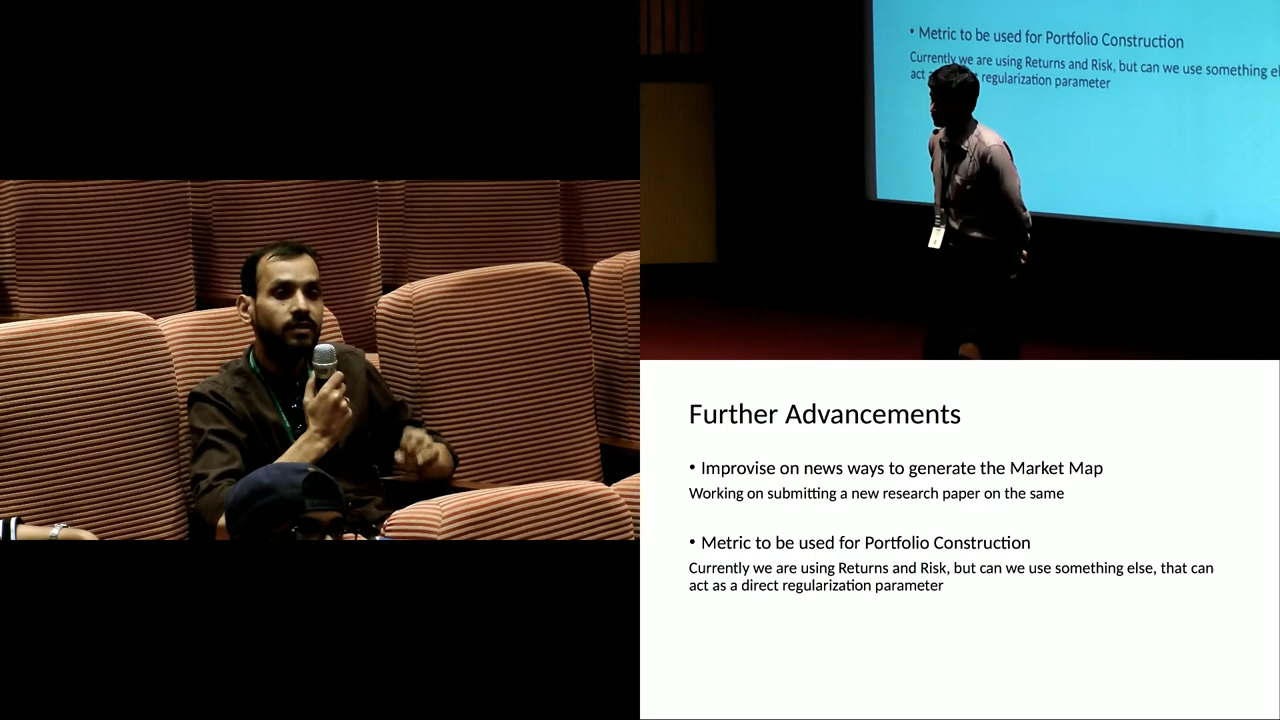 • Metric to be used for Portfolio Construction
Currently we are using Returns and Risk, but can we use something el
act regularization parameter
Further Advancements
• Improvise on news ways to generate the Market Map
Working on submitting a new research paper on the same
• Metric to be used for Portfolio Construction
Currently we are using Returns and Risk, but can we use something else, that can
act as a direct regularization parameter